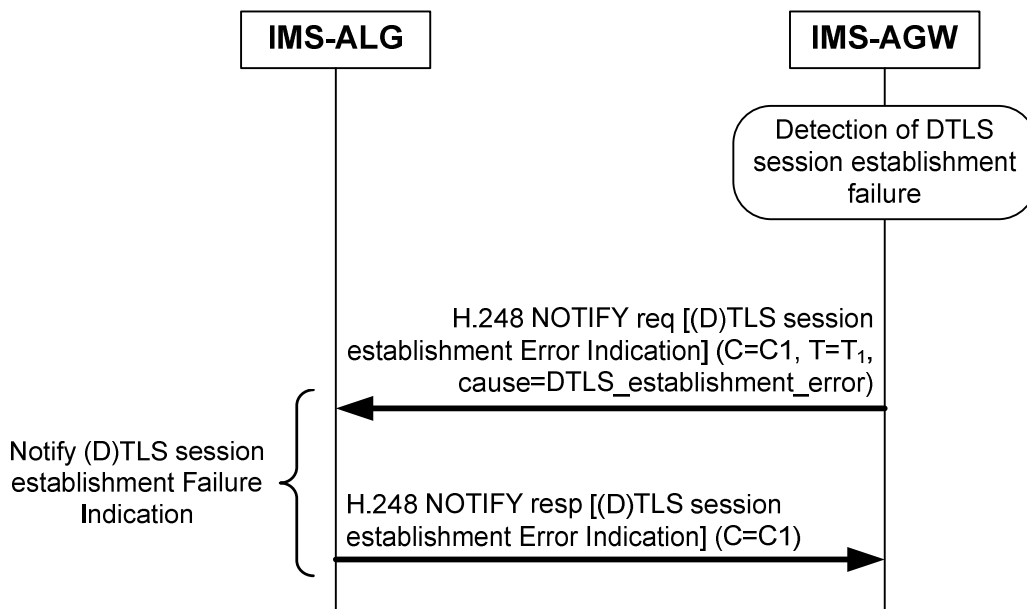 IMS-ALG
IMS-AGW
Detection of DTLS
session establishment
failure
H.248 NOTIFY req [(D)TLS session
establishment Error Indication] (C=C1, T=T₁,
cause=DTLS_establishment_error)
Notify (D)TLS session
establishment Failure
Indication
H.248 NOTIFY resp [(D)TLS session
establishment Error Indication] (C=C1)